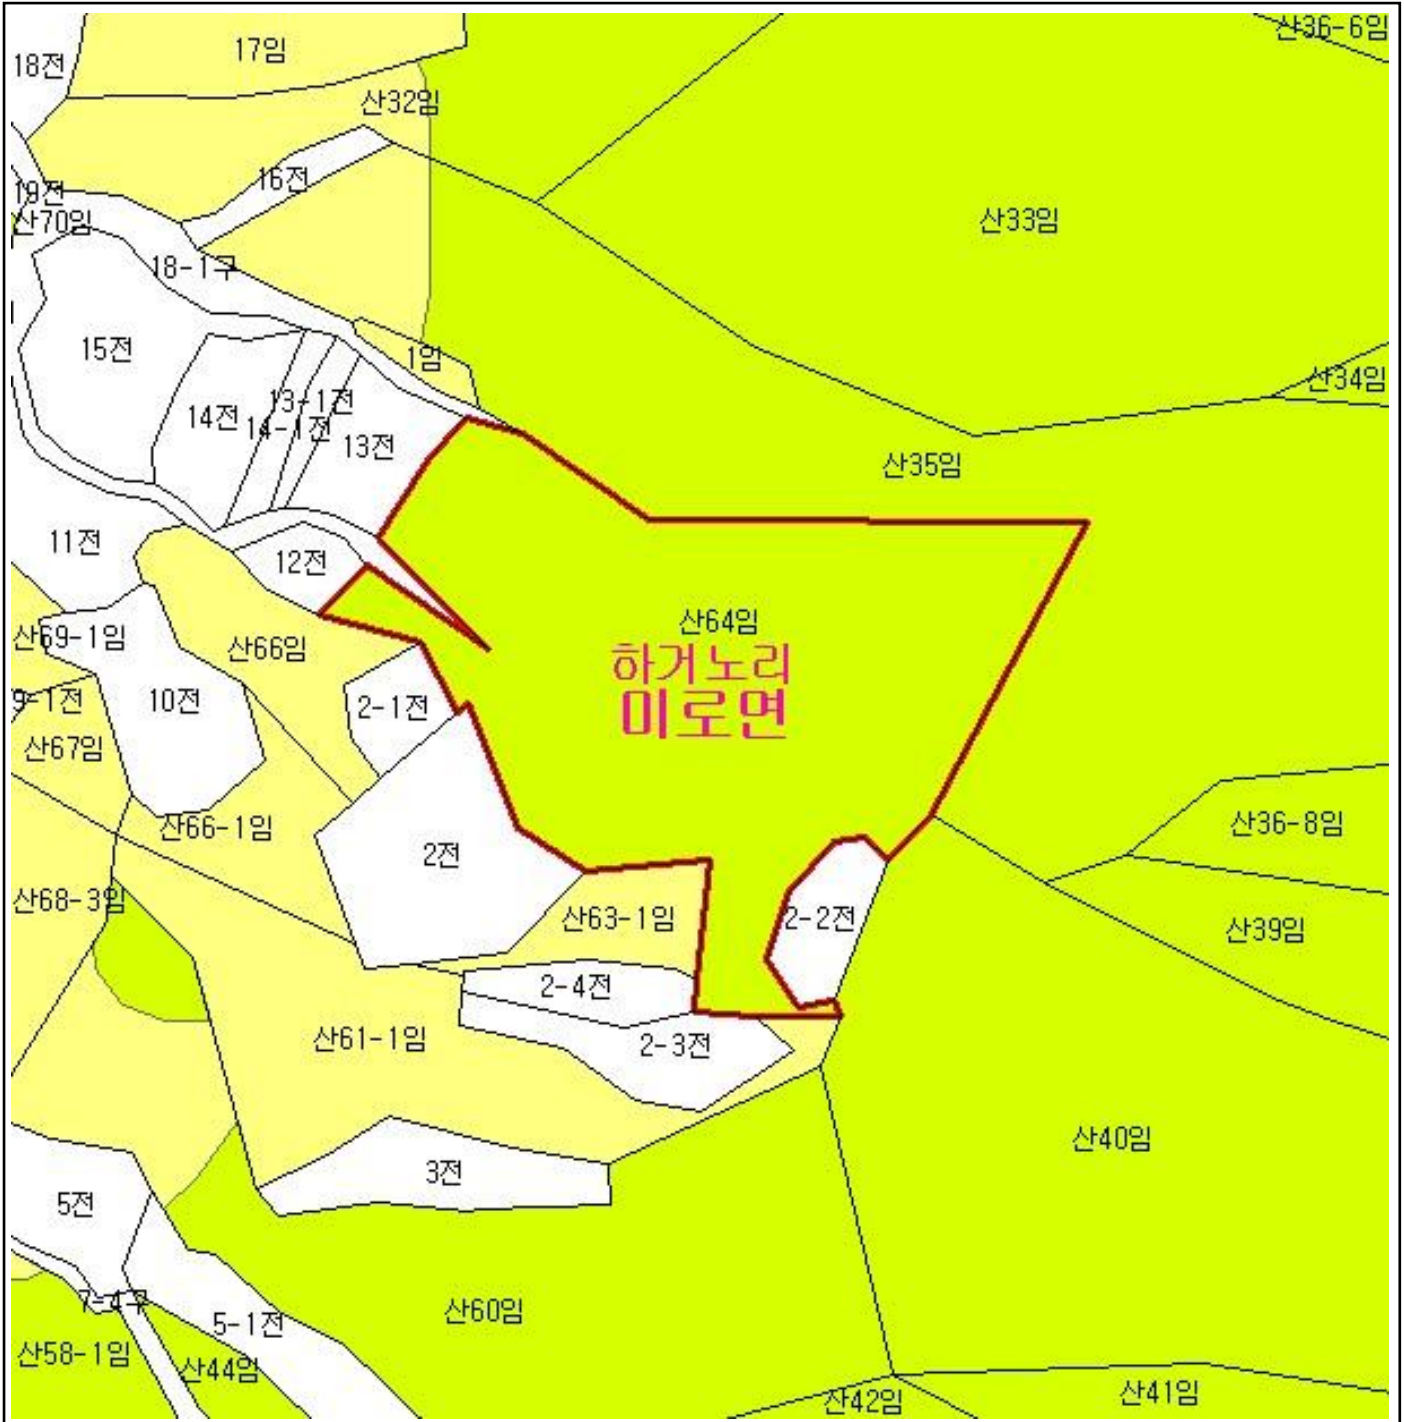 산36-6임
17임
18전
산32임
16전
19전
산70임
산33임
18-1구
15전
1임
산34임
13-1전
14전
14-1전
13전
산35임
11전
12전
산64임
산69-1임
산66임
하거노리
9-1전
10전
2-1전
미로면
산67임
산66-1임
산36-8임
2전
산68-3임
산63-1임
2-2전
산39임
2-4전
산61-1임
2-3전
산40임
3전
5전
7-4구
산60임
5-1전
산58-1임
산44임
산42임
산41임